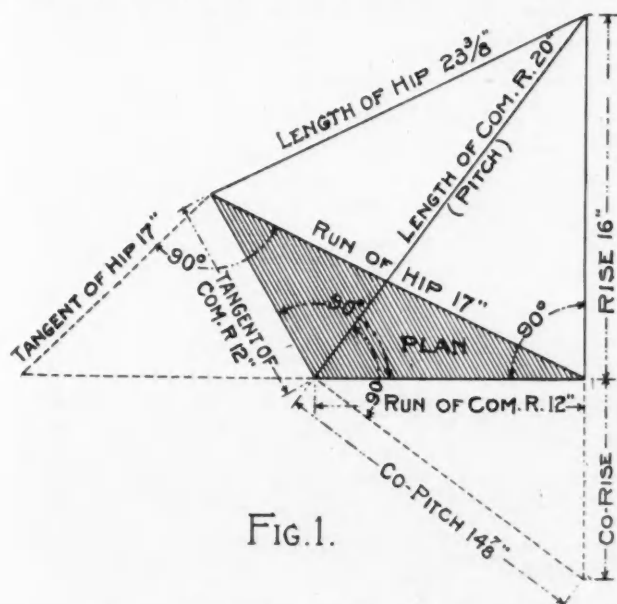 LENGTH OF HIP 23⅜"
LENGTH OF COM. R. 20"
(PITCH)
RISE 16"
TANGENT OF HIP 17"
90°
TANGENT OF
COM. R 12"
RUN OF HIP 17"
90°
90°
PLAN
90
RUN OF COM. R. 12"
CO-PITCH 14⅞"
CO-RISE
FIG. 1.